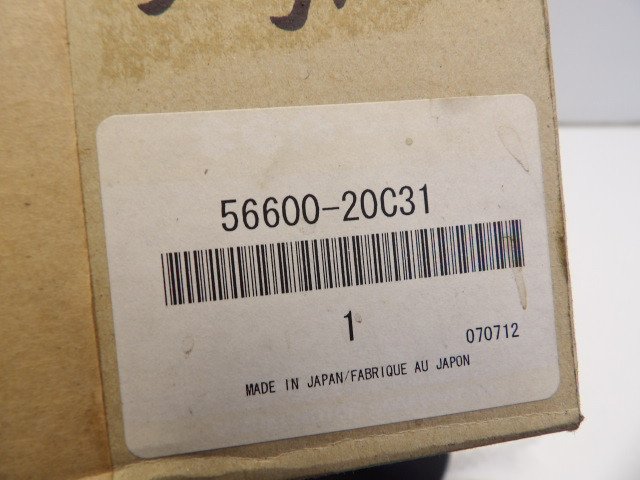 56600-20C31
1
070712
MADE IN JAPAN/FABRIQUE AU JAPON